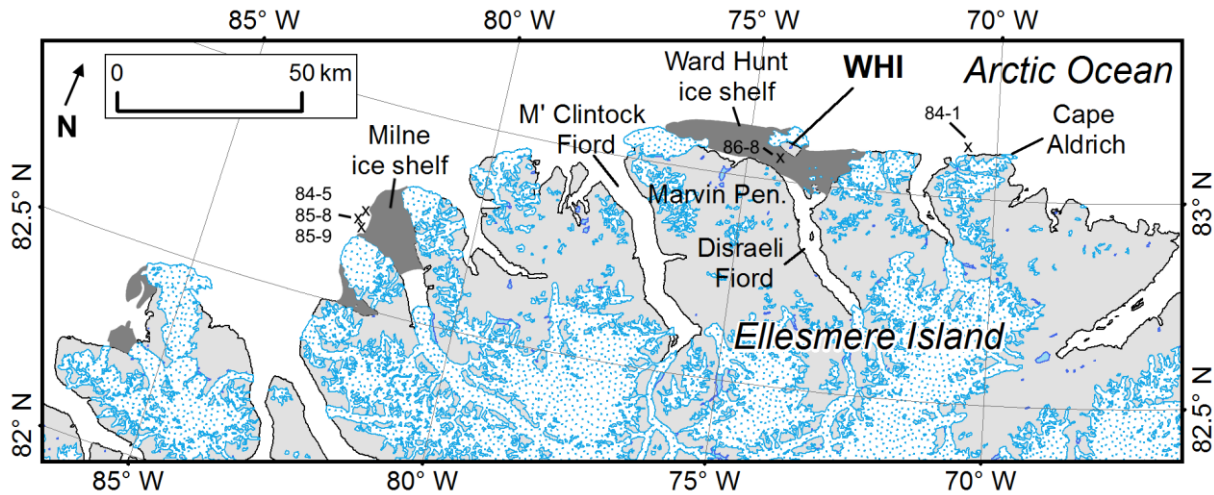 85° W
80° W
75° W
70° W
0
50 km
N
Ward Hunt
ice shelf
WHI
Arctic Ocean
M' Clintock
Fiord
84-1
Cape
Aldrich
Milne
ice shelf
86-8
84-5
85-8
85-9
Marvin Pen.
Disraeli
Fiord
Ellesmere Island
82.5° N
82° N
83° N
82.5° N
85° W
80° W
75° W
70° W